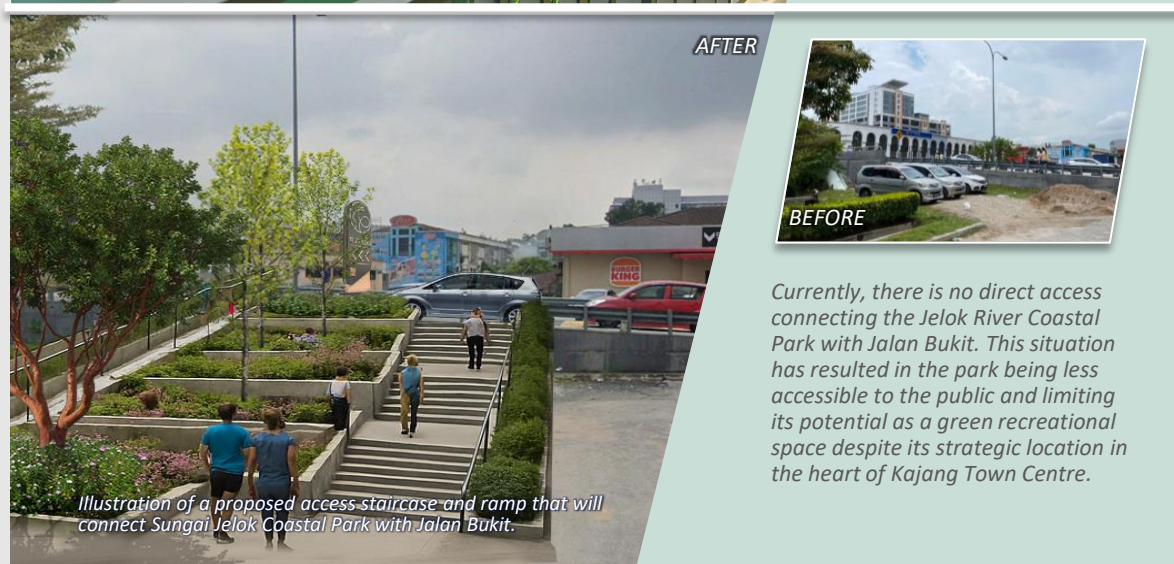 AFTER
BURGER
KING
Illustration of a proposed access staircase and ramp that will
connect Sungai Jelok Coastal Park with Jalan Bukit.
BEFORE
Currently, there is no direct access
connecting the Jelok River Coastal
Park with Jalan Bukit. This situation
has resulted in the park being less
accessible to the public and limiting
its potential as a green recreational
space despite its strategic location in
the heart of Kajang Town Centre.